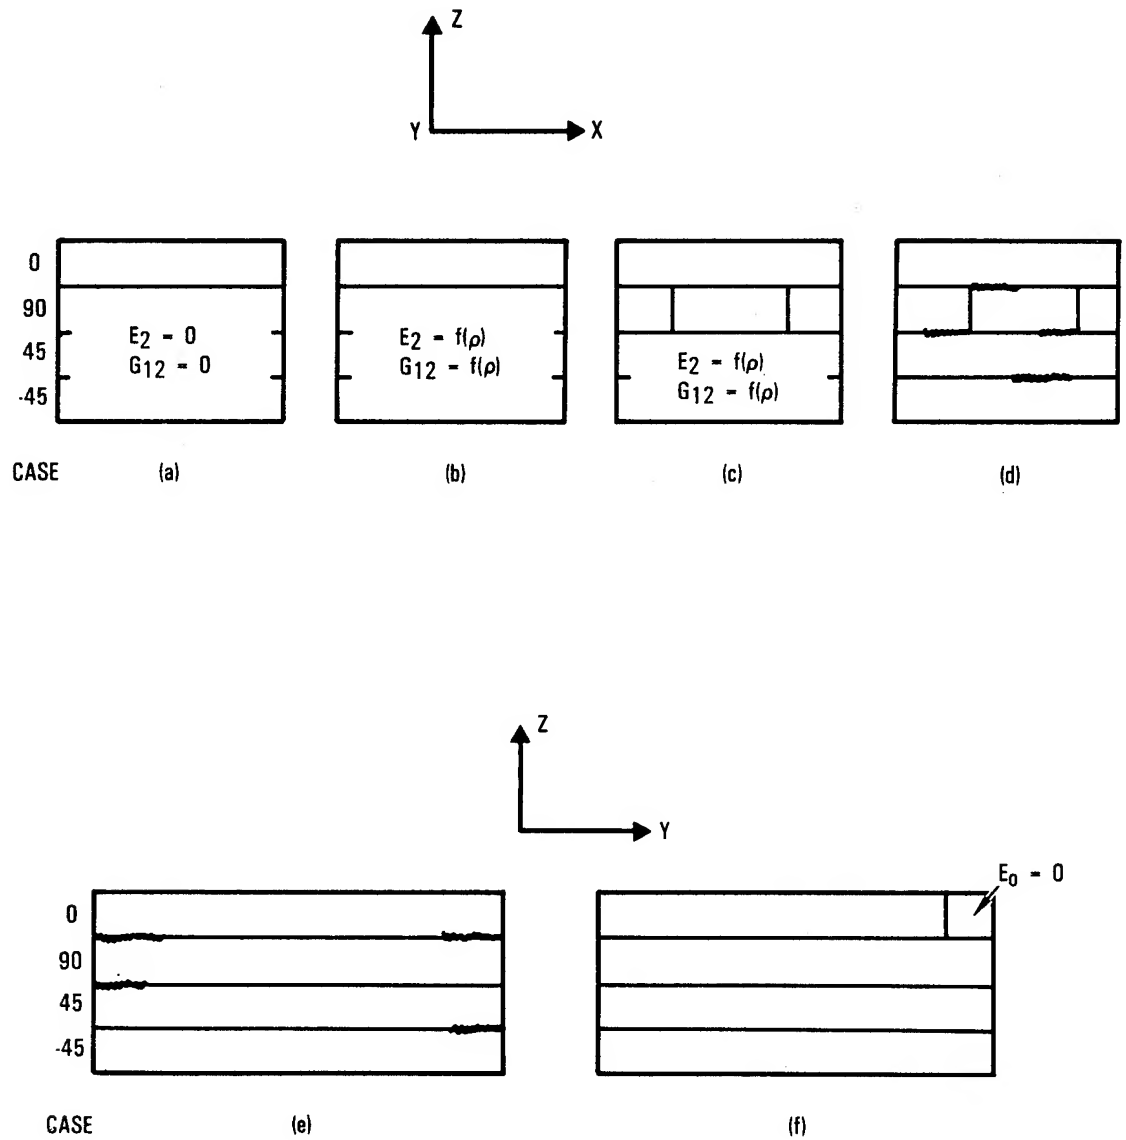 Z
Y X
0
90
45
-45
E2 = 0
G12 = 0
E2 = f(ρ)
G12 = f(ρ)
E2 = f(ρ)
G12 = f(ρ)
CASE (a) (b) (c) (d)
Z
Y
E0 = 0
0
90
45
-45
CASE (e) (f)